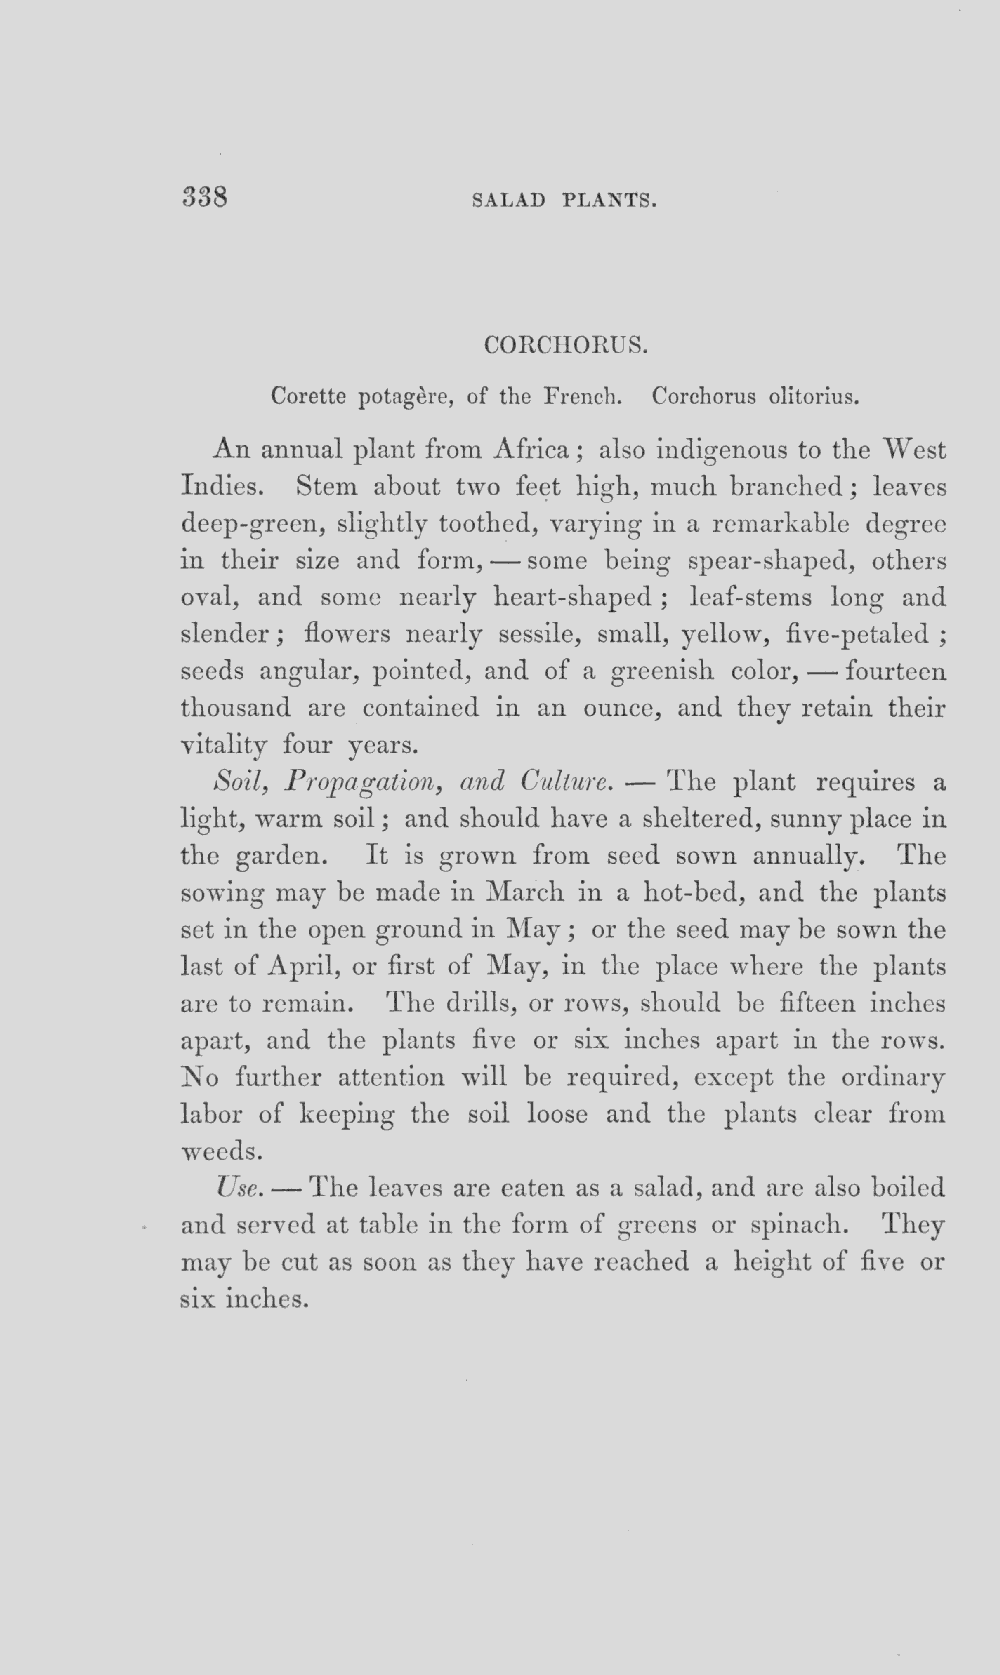 338 SALAD PLANTS.
CORCHORUS.
Corette potagère, of the French. Corchorus olitorius.
An annual plant from Africa; also indigenous to the West
Indies. Stem about two feet high, much branched; leaves
deep-green, slightly toothed, varying in a remarkable degree
in their size and form, — some being spear-shaped, others
oval, and some nearly heart-shaped; leaf-stems long and
slender; flowers nearly sessile, small, yellow, five-petaled;
seeds angular, pointed, and of a greenish color, — fourteen
thousand are contained in an ounce, and they retain their
vitality four years.
Soil, Propagation, and Culture. — The plant requires a
light, warm soil; and should have a sheltered, sunny place in
the garden. It is grown from seed sown annually. The
sowing may be made in March in a hot-bed, and the plants
set in the open ground in May; or the seed may be sown the
last of April, or first of May, in the place where the plants
are to remain. The drills, or rows, should be fifteen inches
apart, and the plants five or six inches apart in the rows.
No further attention will be required, except the ordinary
labor of keeping the soil loose and the plants clear from
weeds.
Use. — The leaves are eaten as a salad, and are also boiled
and served at table in the form of greens or spinach. They
may be cut as soon as they have reached a height of five or
six inches.